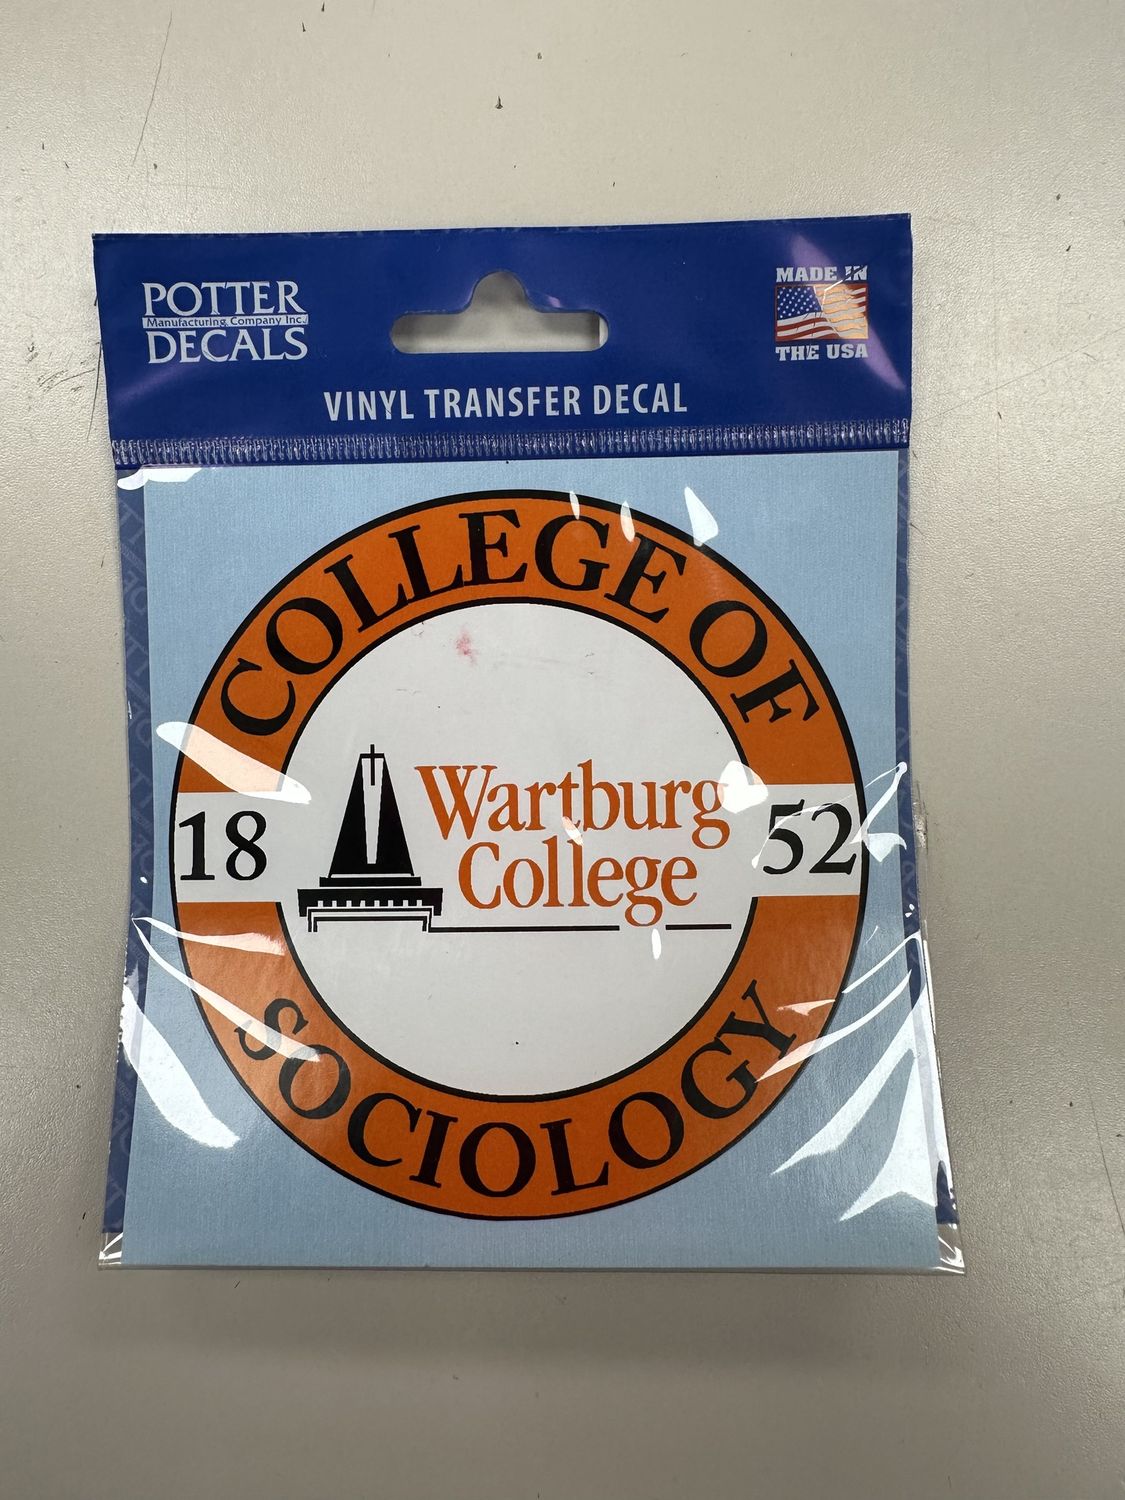 POTTER
Manufacturing Company Inc.
DECALS
MADE IN
THE USA
VINYL TRANSFER DECAL
COLLEGE OF
18
Wartburg
College
52
SOCIOLOGY